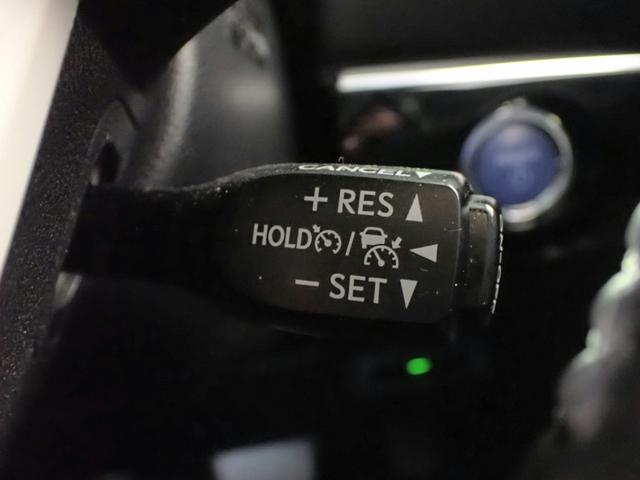 CANCEL▼
+ RES ▲
HOLD / ◀
− SET ▼